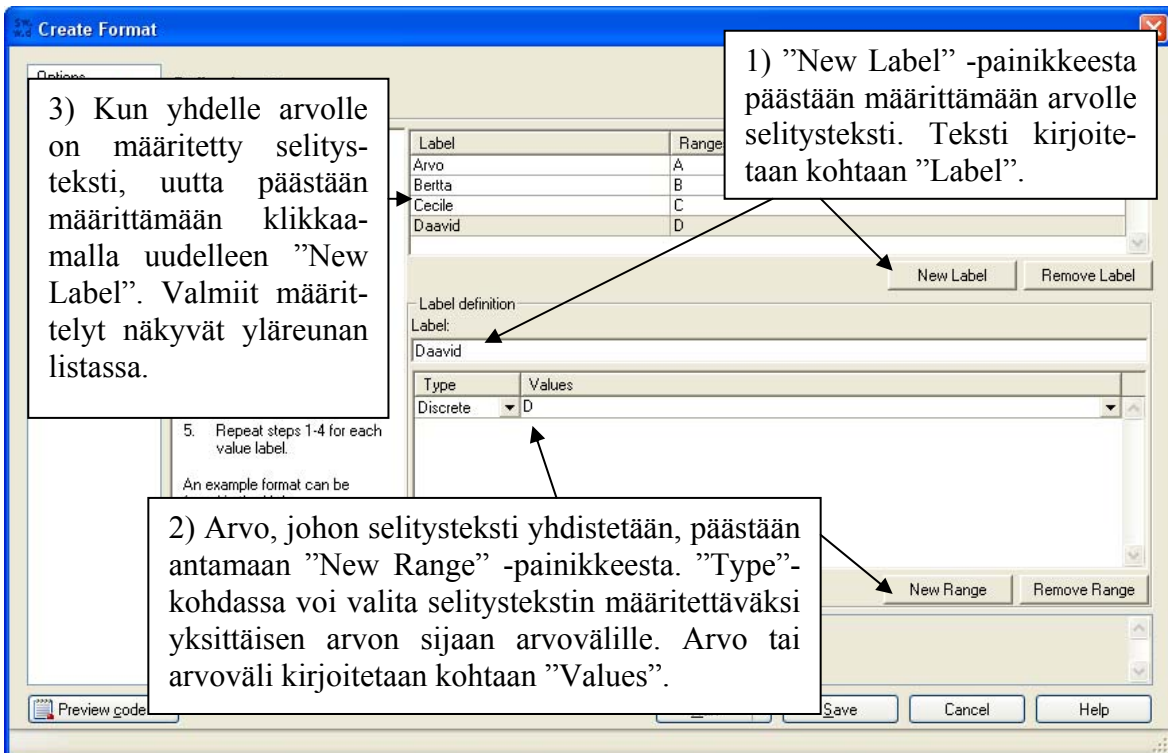 Create Format
Options
1) ”New Label” -painikkeesta
päästään määrittämään arvolle
selitysteksti. Teksti kirjoite-
taan kohtaan ”Label”.
3) Kun yhdelle arvolle
on määritetty selitys-
teksti, uutta päästään
määrittämään klikkaa-
malla uudelleen ”New
Label”. Valmiit määrit-
telyt näkyvät yläreunan
listassa.
Label Ranges
Arvo A
Bertta B
Cecile C
Daavid D
New Label Remove Label
Label definition
Label:
Daavid
Type Values
Discrete D
5. Repeat steps 1-4 for each
value label.
An example format can be
2) Arvo, johon selitysteksti yhdistetään, päästään
antamaan ”New Range” -painikkeesta. ”Type”-
kohdassa voi valita selitystekstin määritettäväksi
yksittäisen arvon sijaan arvovälille. Arvo tai
arvoväli kirjoitetaan kohtaan ”Values”.
New Range Remove Range
Preview code Save Cancel Help